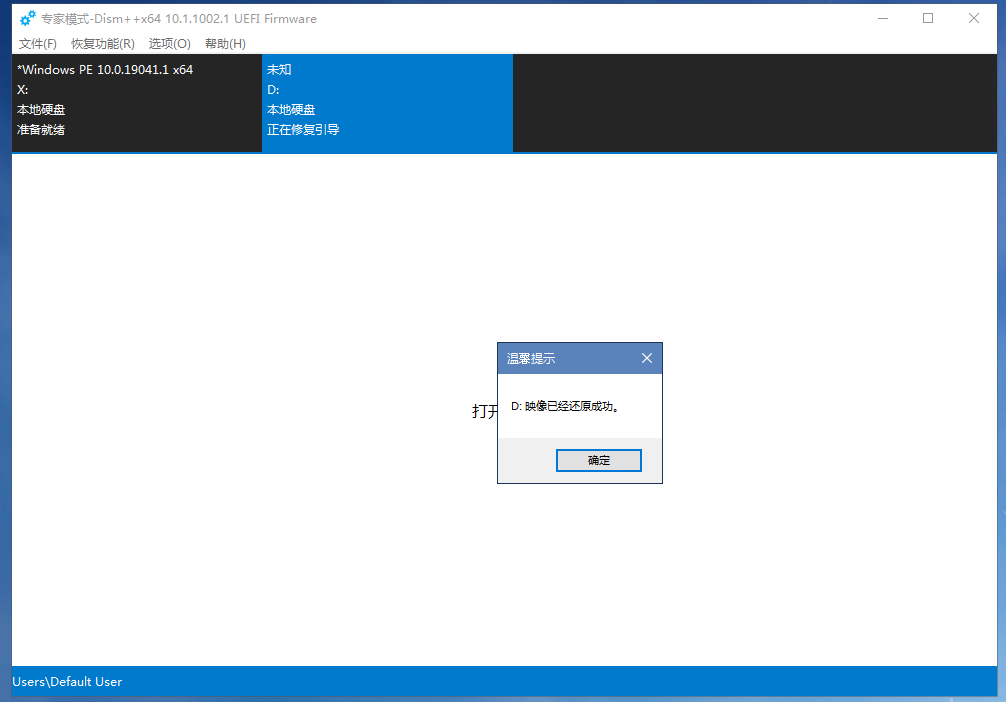 专家模式-Dism++x64 10.1.1002.1 UEFI Firmware
文件(F) 恢复功能(R) 选项(O) 帮助(H)
*Windows PE 10.0.19041.1 x64
X:
本地硬盘
准备就绪
未知
D:
本地硬盘
正在修复引导
温馨提示
打开
D: 映像已经还原成功。
确定
Users\Default User